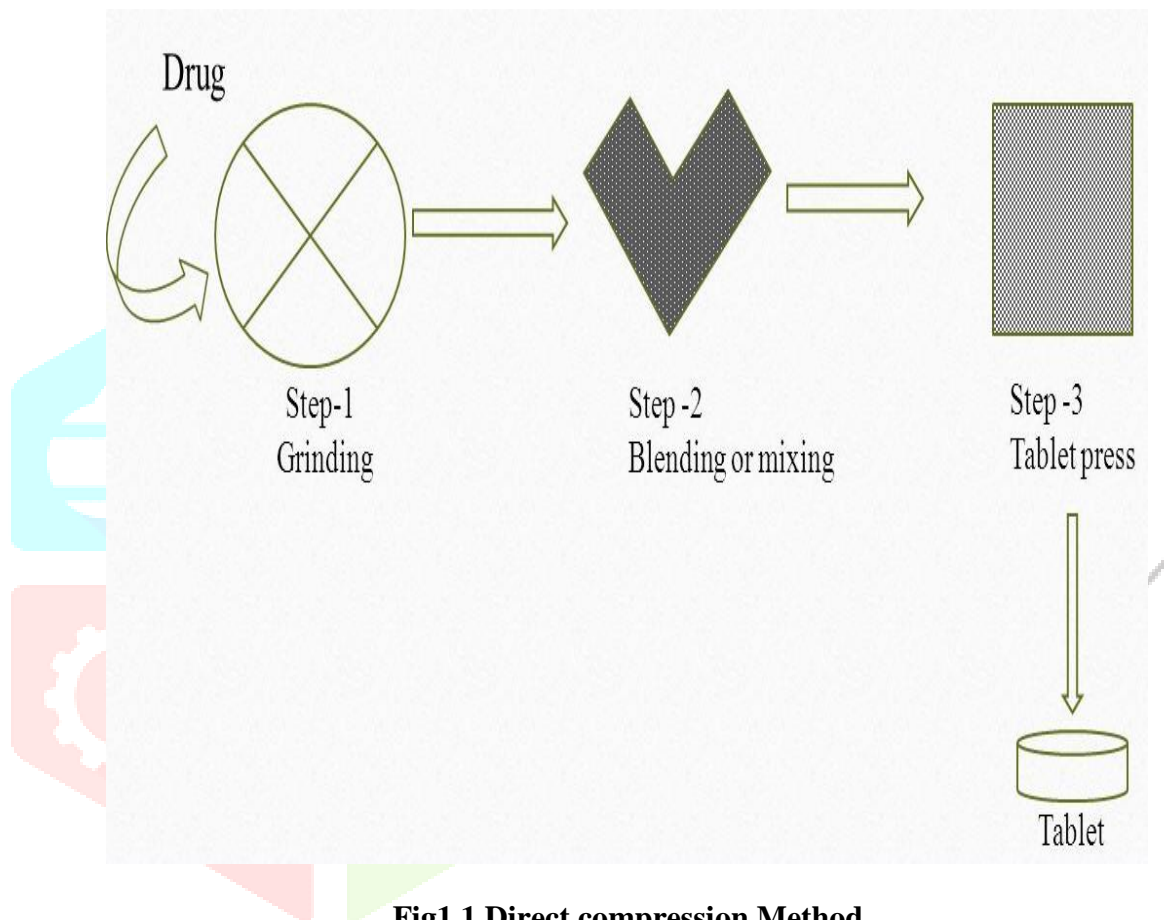 Drug
Step-1
Grinding
Step -2
Blending or mixing
Step -3
Tablet press
Tablet
Fig1.1 Direct compression Method